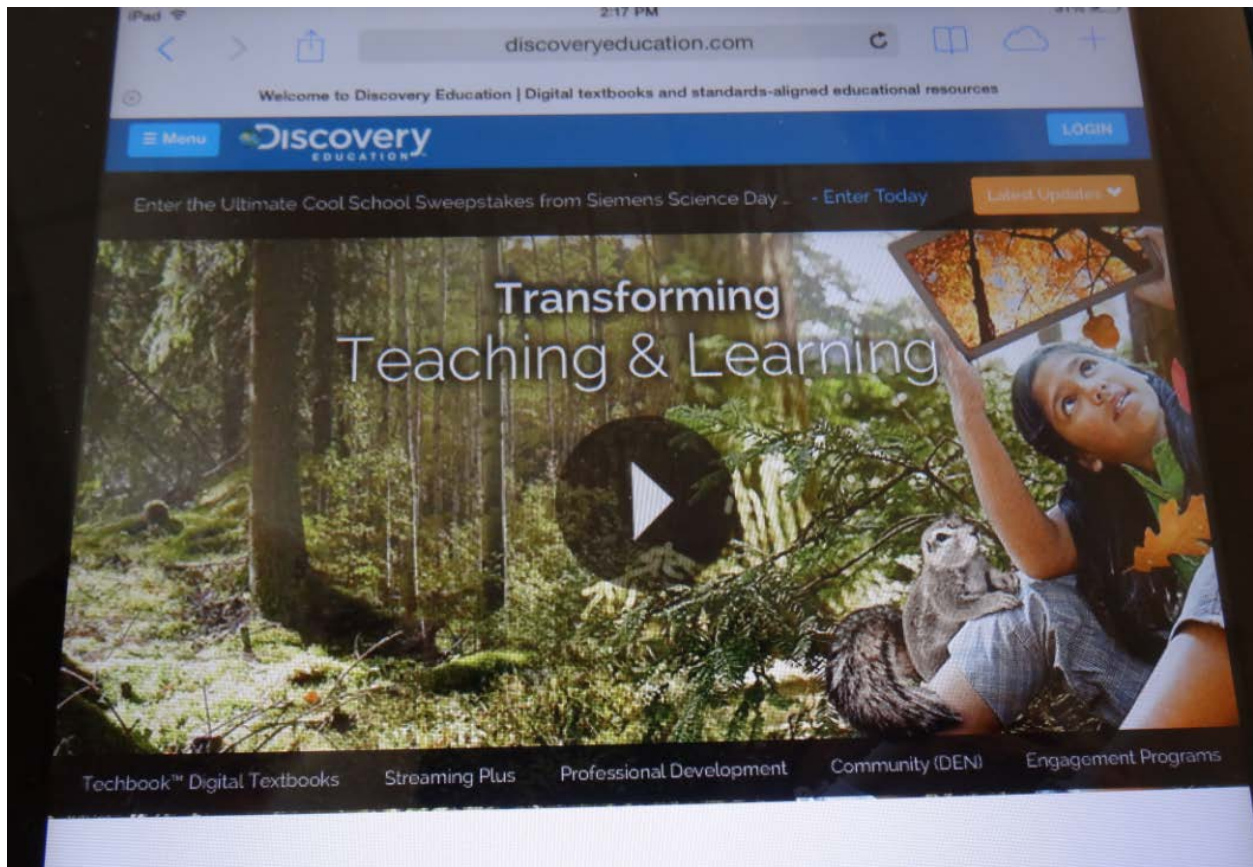 iPad
2:17 PM
discoveryeducation.com
Welcome to Discovery Education | Digital textbooks and standards-aligned educational resources
☰ Menu
Discovery
EDUCATION
LOGIN
Enter the Ultimate Cool School Sweepstakes from Siemens Science Day ... - Enter Today
Latest Updates
Transforming
Teaching & Learning
Techbook™ Digital Textbooks
Streaming Plus
Professional Development
Community (DEN)
Engagement Programs